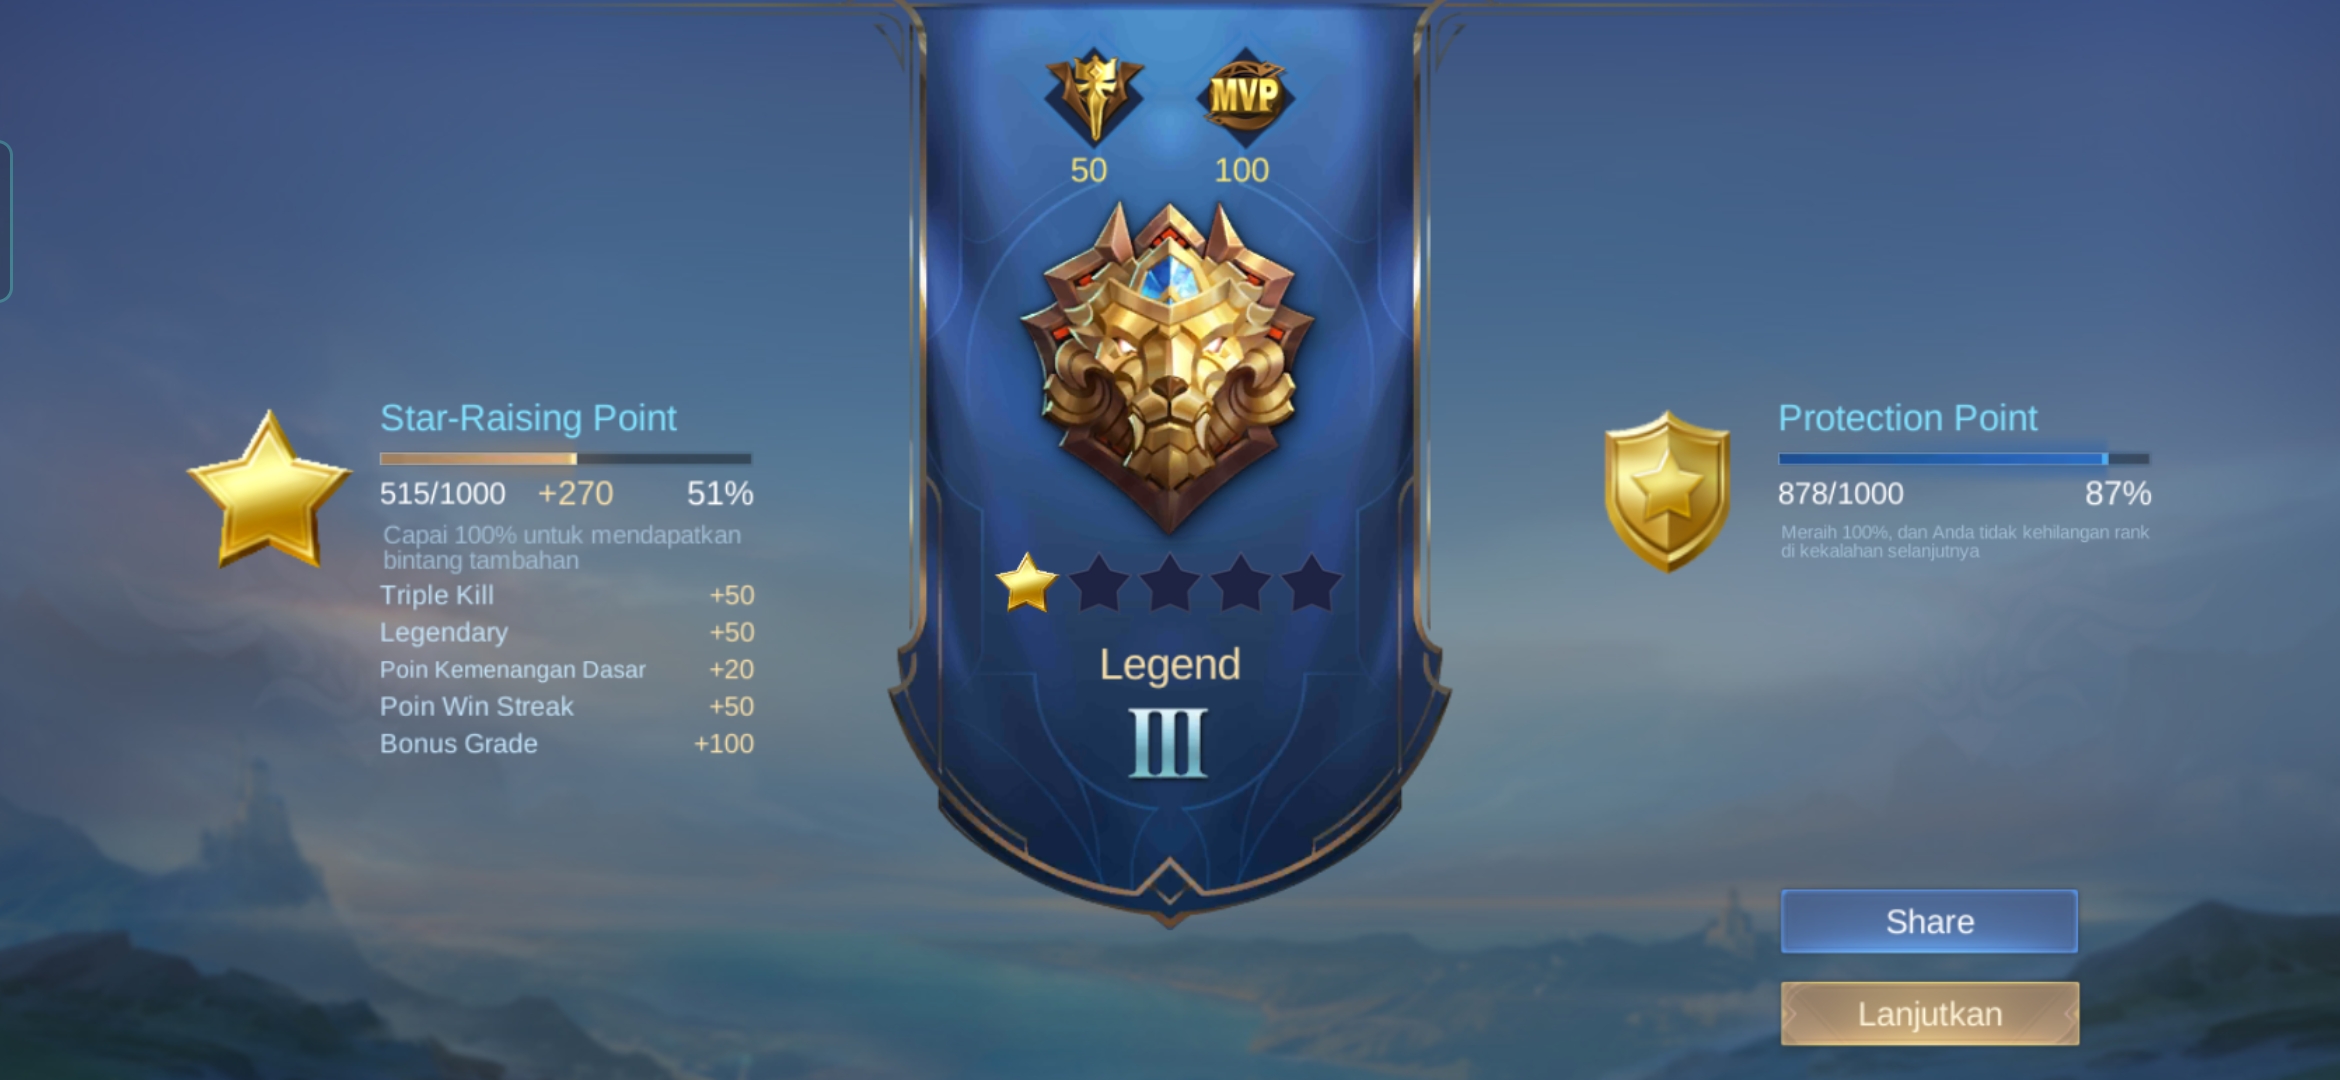 MVP
50
100
Star-Raising Point
515/1000 +270 51%
Capai 100% untuk mendapatkan
bintang tambahan
Triple Kill +50
Legendary +50
Poin Kemenangan Dasar +20
Poin Win Streak +50
Bonus Grade +100
Legend
III
Protection Point
878/1000 87%
Meraih 100%, dan Anda tidak kehilangan rank
di kekalahan selanjutnya
Share
Lanjutkan